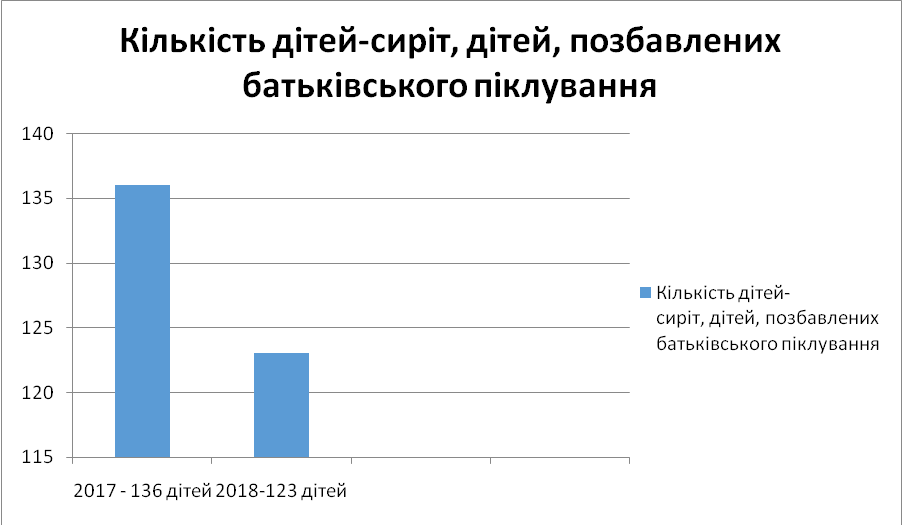 Кількість дітей-сиріт, дітей, позбавлених
батьківського піклування
140
135
130
125
120
115
2017 - 136 дітей 2018-123 дітей
Кількість дітей-
сиріт, дітей, позбавлених
батьківського піклування